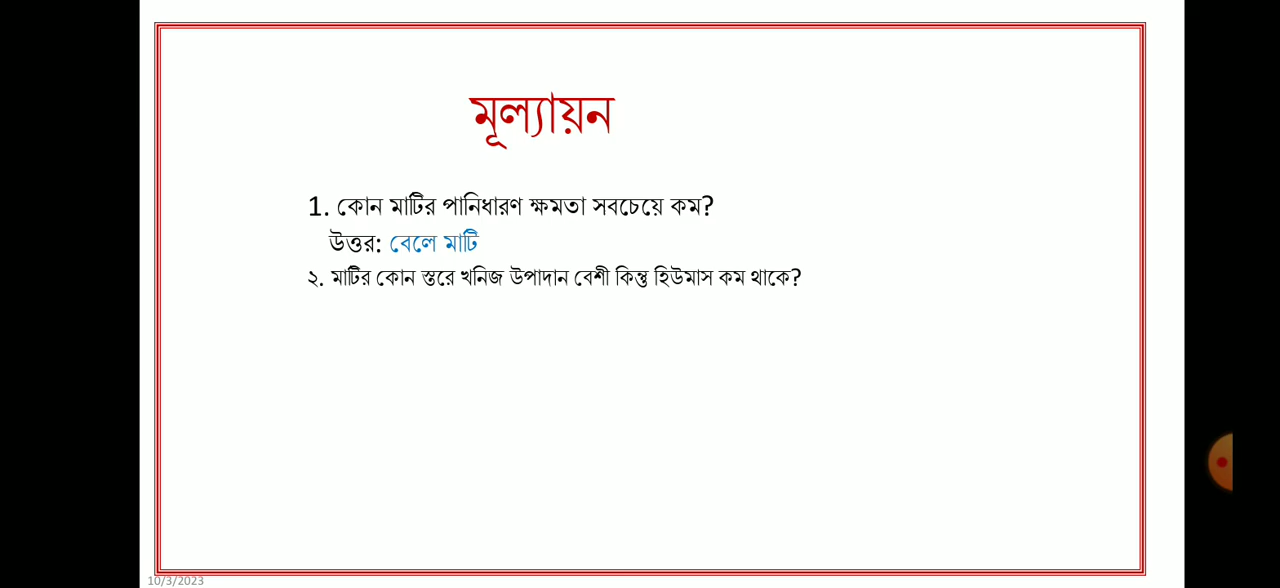 মূল্যায়ন
1. কোন মাটির পানিধারণ ক্ষমতা সবচেয়ে কম?
উত্তর: বেলে মাটি
২. মাটির কোন স্তরে খনিজ উপাদান বেশী কিন্তু হিউমাস কম থাকে?
10/3/2023